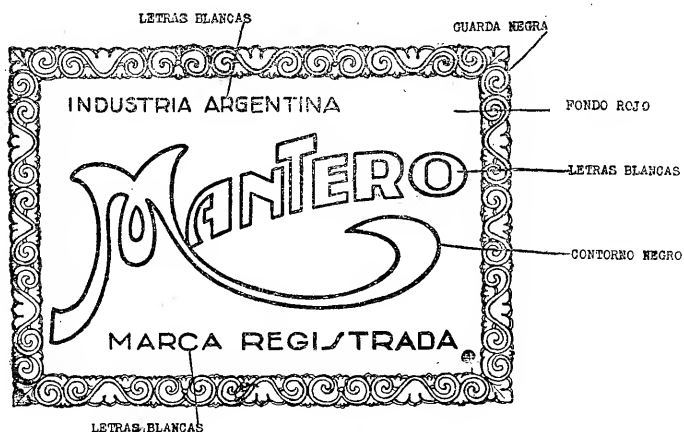 LETRAS BLANCAS
GUARDA NEGRA
INDUSTRIA ARGENTINA
FONDO ROJO
MANTERO
LETRAS BLANCAS
CONTORNO NEGRO
MARCA REGISTRADA
LETRAS BLANCAS